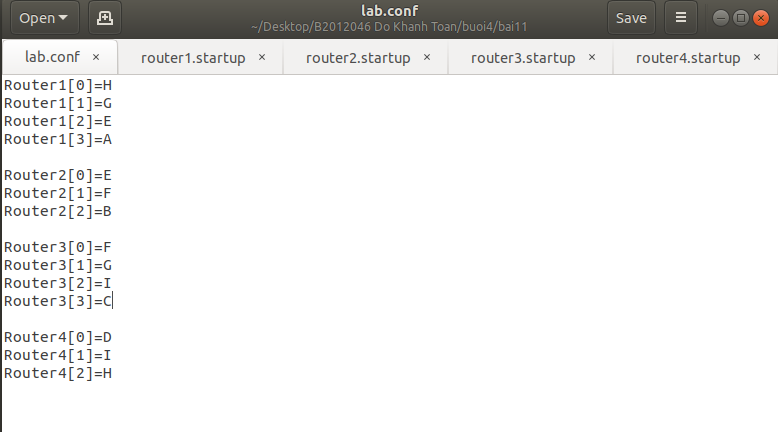 Open
lab.conf
~/Desktop/B2012046 Do Khanh Toan/buoi4/bai11
Save
lab.conf × router1.startup × router2.startup × router3.startup × router4.startup ×
Router1[0]=H
Router1[1]=G
Router1[2]=E
Router1[3]=A
Router2[0]=E
Router2[1]=F
Router2[2]=B
Router3[0]=F
Router3[1]=G
Router3[2]=I
Router3[3]=C
Router4[0]=D
Router4[1]=I
Router4[2]=H